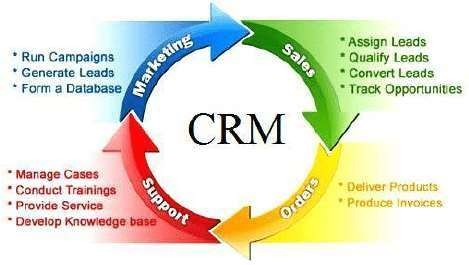 Marketing
• Run Campaigns
• Generate Leads
• Form a Database
Sales
• Assign Leads
• Qualify Leads
• Convert Leads
• Track Opportunities
CRM
Support
• Manage Cases
• Conduct Trainings
• Provide Service
• Develop Knowledge base
Orders
• Deliver Products
• Produce Invoices